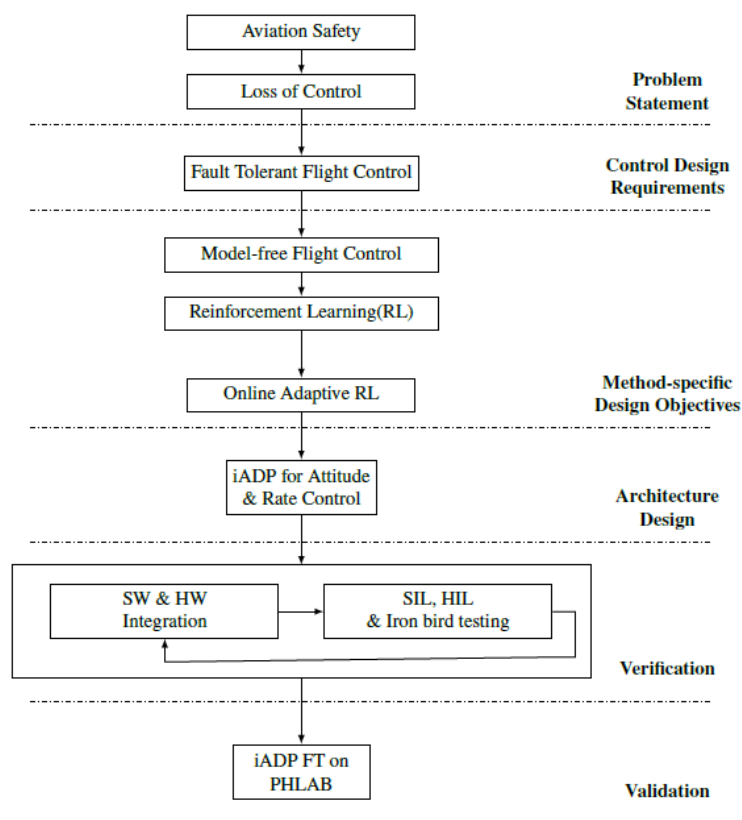 Aviation Safety
Loss of Control
Problem
Statement
Fault Tolerant Flight Control
Control Design
Requirements
Model-free Flight Control
Reinforcement Learning(RL)
Online Adaptive RL
Method-specific
Design Objectives
iADP for Attitude
& Rate Control
Architecture
Design
SW & HW
Integration
SIL, HIL
& Iron bird testing
Verification
iADP FT on
PHLAB
Validation